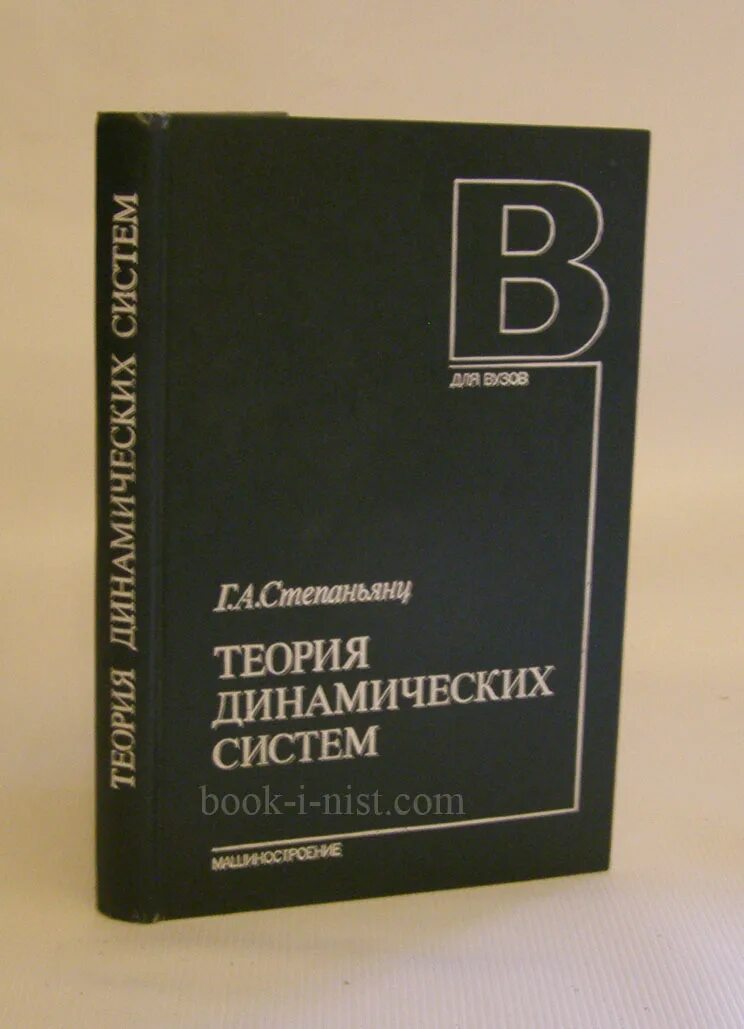 ТЕОРИЯ ДИНАМИЧЕСКИХ СИСТЕМ
В
ДЛЯ ВУЗОВ
Г.А.Степаньянц
ТЕОРИЯ
ДИНАМИЧЕСКИХ
СИСТЕМ
book-i-nist.com
МАШИНОСТРОЕНИЕ